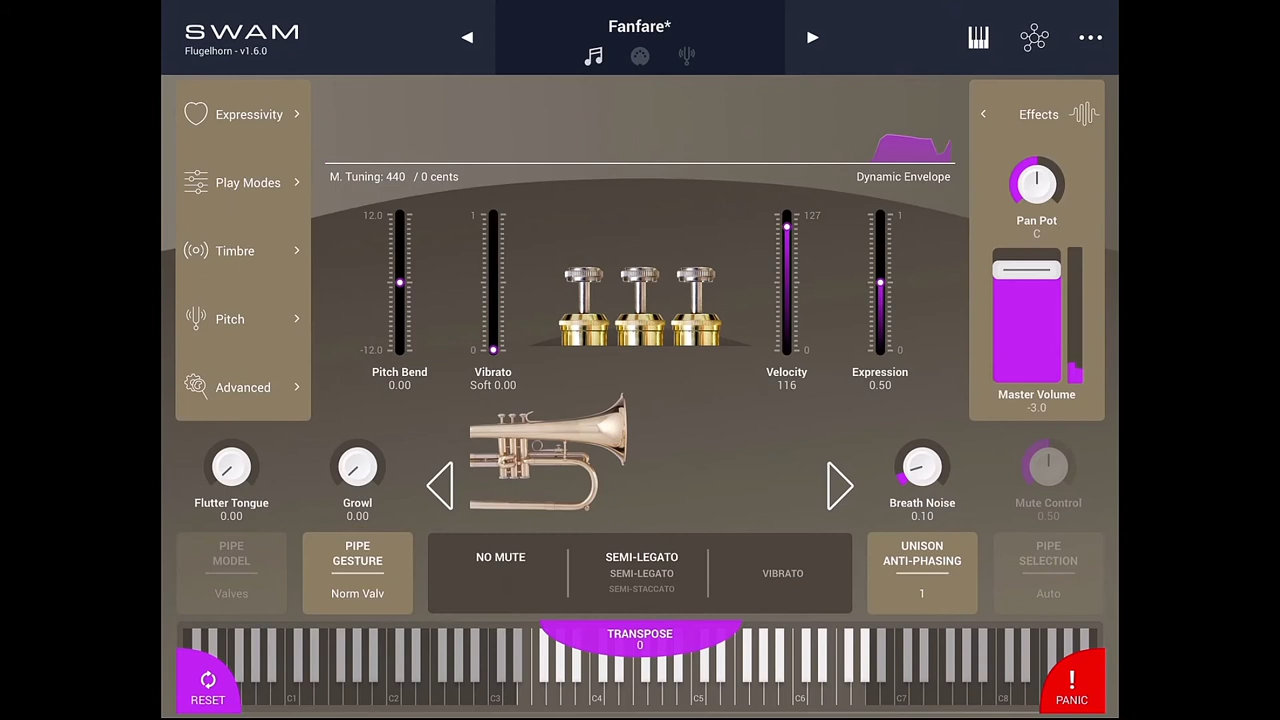 SWAM
Flugelhorn - v1.6.0
Fanfare*
Expressivity
Play Modes
Timbre
Pitch
Advanced
M. Tuning: 440 / 0 cents
Dynamic Envelope
12.0
-12.0
Pitch Bend
0.00
1
0
Vibrato
Soft 0.00
127
0
Velocity
116
1
0
Expression
0.50
Effects
Pan Pot
C
Master Volume
-3.0
Flutter Tongue
0.00
Growl
0.00
Breath Noise
0.10
Mute Control
0.50
PIPE
MODEL
Valves
PIPE
GESTURE
Norm Valv
NO MUTE
SEMI-LEGATO
SEMI-LEGATO
SEMI-STACCATO
VIBRATO
UNISON
ANTI-PHASING
1
PIPE
SELECTION
Auto
TRANSPOSE
0
C1 C2 C3 C4 C5 C6 C7 C8
RESET
!
PANIC